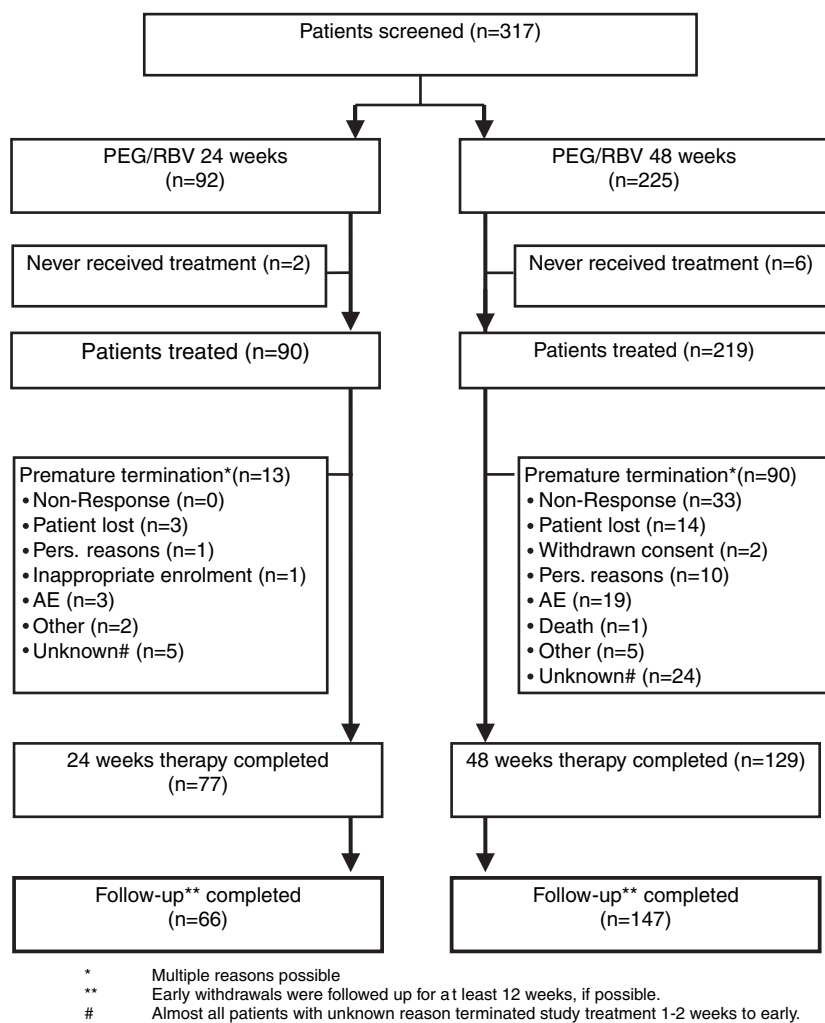 Patients screened (n=317)
PEG/RBV 24 weeks
(n=92)
PEG/RBV 48 weeks
(n=225)
Never received treatment (n=2)
Never received treatment (n=6)
Patients treated (n=90)
Patients treated (n=219)
Premature termination*(n=13)
• Non-Response (n=0)
• Patient lost (n=3)
• Pers. reasons (n=1)
• Inappropriate enrolment (n=1)
• AE (n=3)
• Other (n=2)
• Unknown# (n=5)
Premature termination*(n=90)
• Non-Response (n=33)
• Patient lost (n=14)
• Withdrawn consent (n=2)
• Pers. reasons (n=10)
• AE (n=19)
• Death (n=1)
• Other (n=5)
• Unknown# (n=24)
24 weeks therapy completed
(n=77)
48 weeks therapy completed (n=129)
Follow-up** completed
(n=66)
Follow-up** completed
(n=147)
* Multiple reasons possible
** Early withdrawals were followed up for at least 12 weeks, if possible.
# Almost all patients with unknown reason terminated study treatment 1-2 weeks to early.